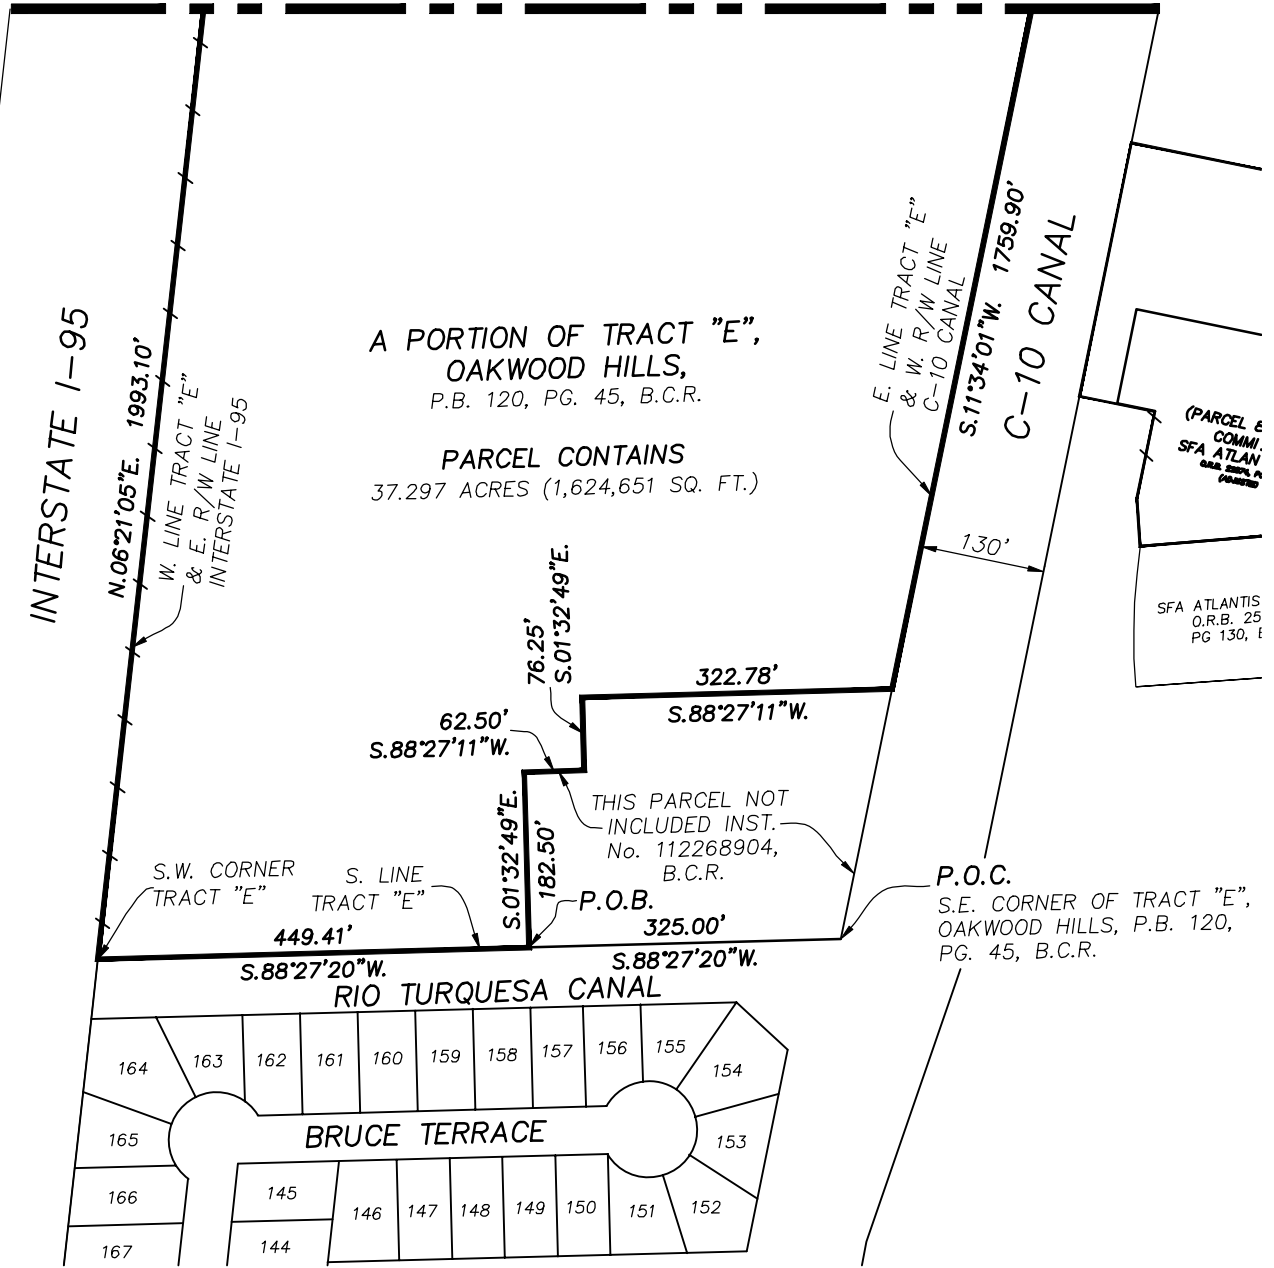 INTERSTATE I-95
N.06°21'05"E. 1993.10'
W. LINE TRACT "E"
& E. R/W LINE
INTERSTATE I-95
A PORTION OF TRACT "E",
OAKWOOD HILLS,
P.B. 120, PG. 45, B.C.R.
PARCEL CONTAINS
37.297 ACRES (1,624,651 SQ. FT.)
E. LINE TRACT "E"
& W. R/W LINE
C-10 CANAL
S.11°34'01"W. 1759.90'
C-10 CANAL
130'
(PARCEL
COMMI
SFA ATLAN
SFA ATLANTIS
O.R.B. 25
PG 130,
76.25'
S.01°32'49"E.
322.78'
S.88°27'11"W.
62.50'
S.88°27'11"W.
S.01°32'49"E.
182.50'
THIS PARCEL NOT
INCLUDED INST.
No. 112268904,
B.C.R.
S.W. CORNER
TRACT "E"
S. LINE
TRACT "E"
P.O.B.
P.O.C.
S.E. CORNER OF TRACT "E",
OAKWOOD HILLS, P.B. 120,
PG. 45, B.C.R.
449.41'
S.88°27'20"W.
325.00'
S.88°27'20"W.
RIO TURQUESA CANAL
164
163
162
161
160
159
158
157
156
155
154
165
BRUCE TERRACE
153
166
145
146
147
148
149
150
151
152
167
144